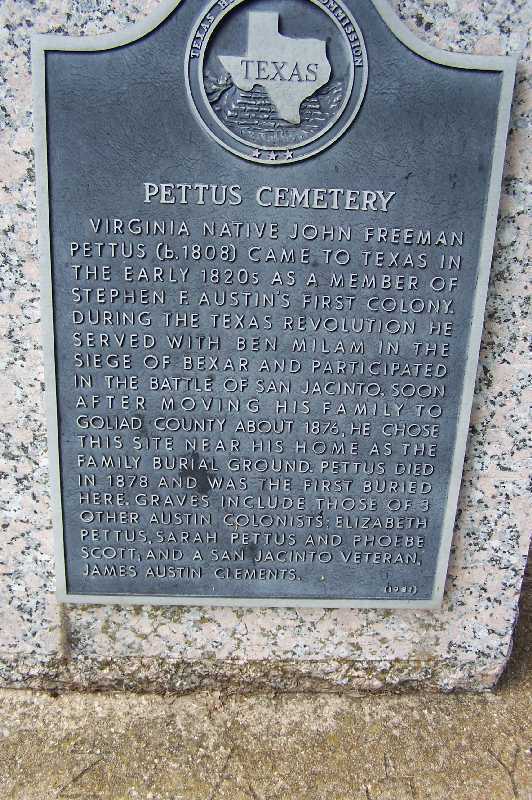 TEXAS H COMMISSION
TEXAS
PETTUS CEMETERY
VIRGINIA NATIVE JOHN FREEMAN
PETTUS (b.1808) CAME TO TEXAS IN
THE EARLY 1820s AS A MEMBER OF
STEPHEN F. AUSTIN'S FIRST COLONY.
DURING THE TEXAS REVOLUTION HE
SERVED WITH BEN MILAM IN THE
SIEGE OF BEXAR AND PARTICIPATED
IN THE BATTLE OF SAN JACINTO. SOON
AFTER MOVING HIS FAMILY TO
GOLIAD COUNTY ABOUT 1876, HE CHOSE
THIS SITE NEAR HIS HOME AS THE
FAMILY BURIAL GROUND. PETTUS DIED
IN 1878 AND WAS THE FIRST BURIED
HERE. GRAVES INCLUDE THOSE OF 3
OTHER AUSTIN COLONISTS: ELIZABETH
PETTUS, SARAH PETTUS AND PHOEBE
SCOTT, AND A SAN JACINTO VETERAN,
JAMES AUSTIN CLEMENTS.